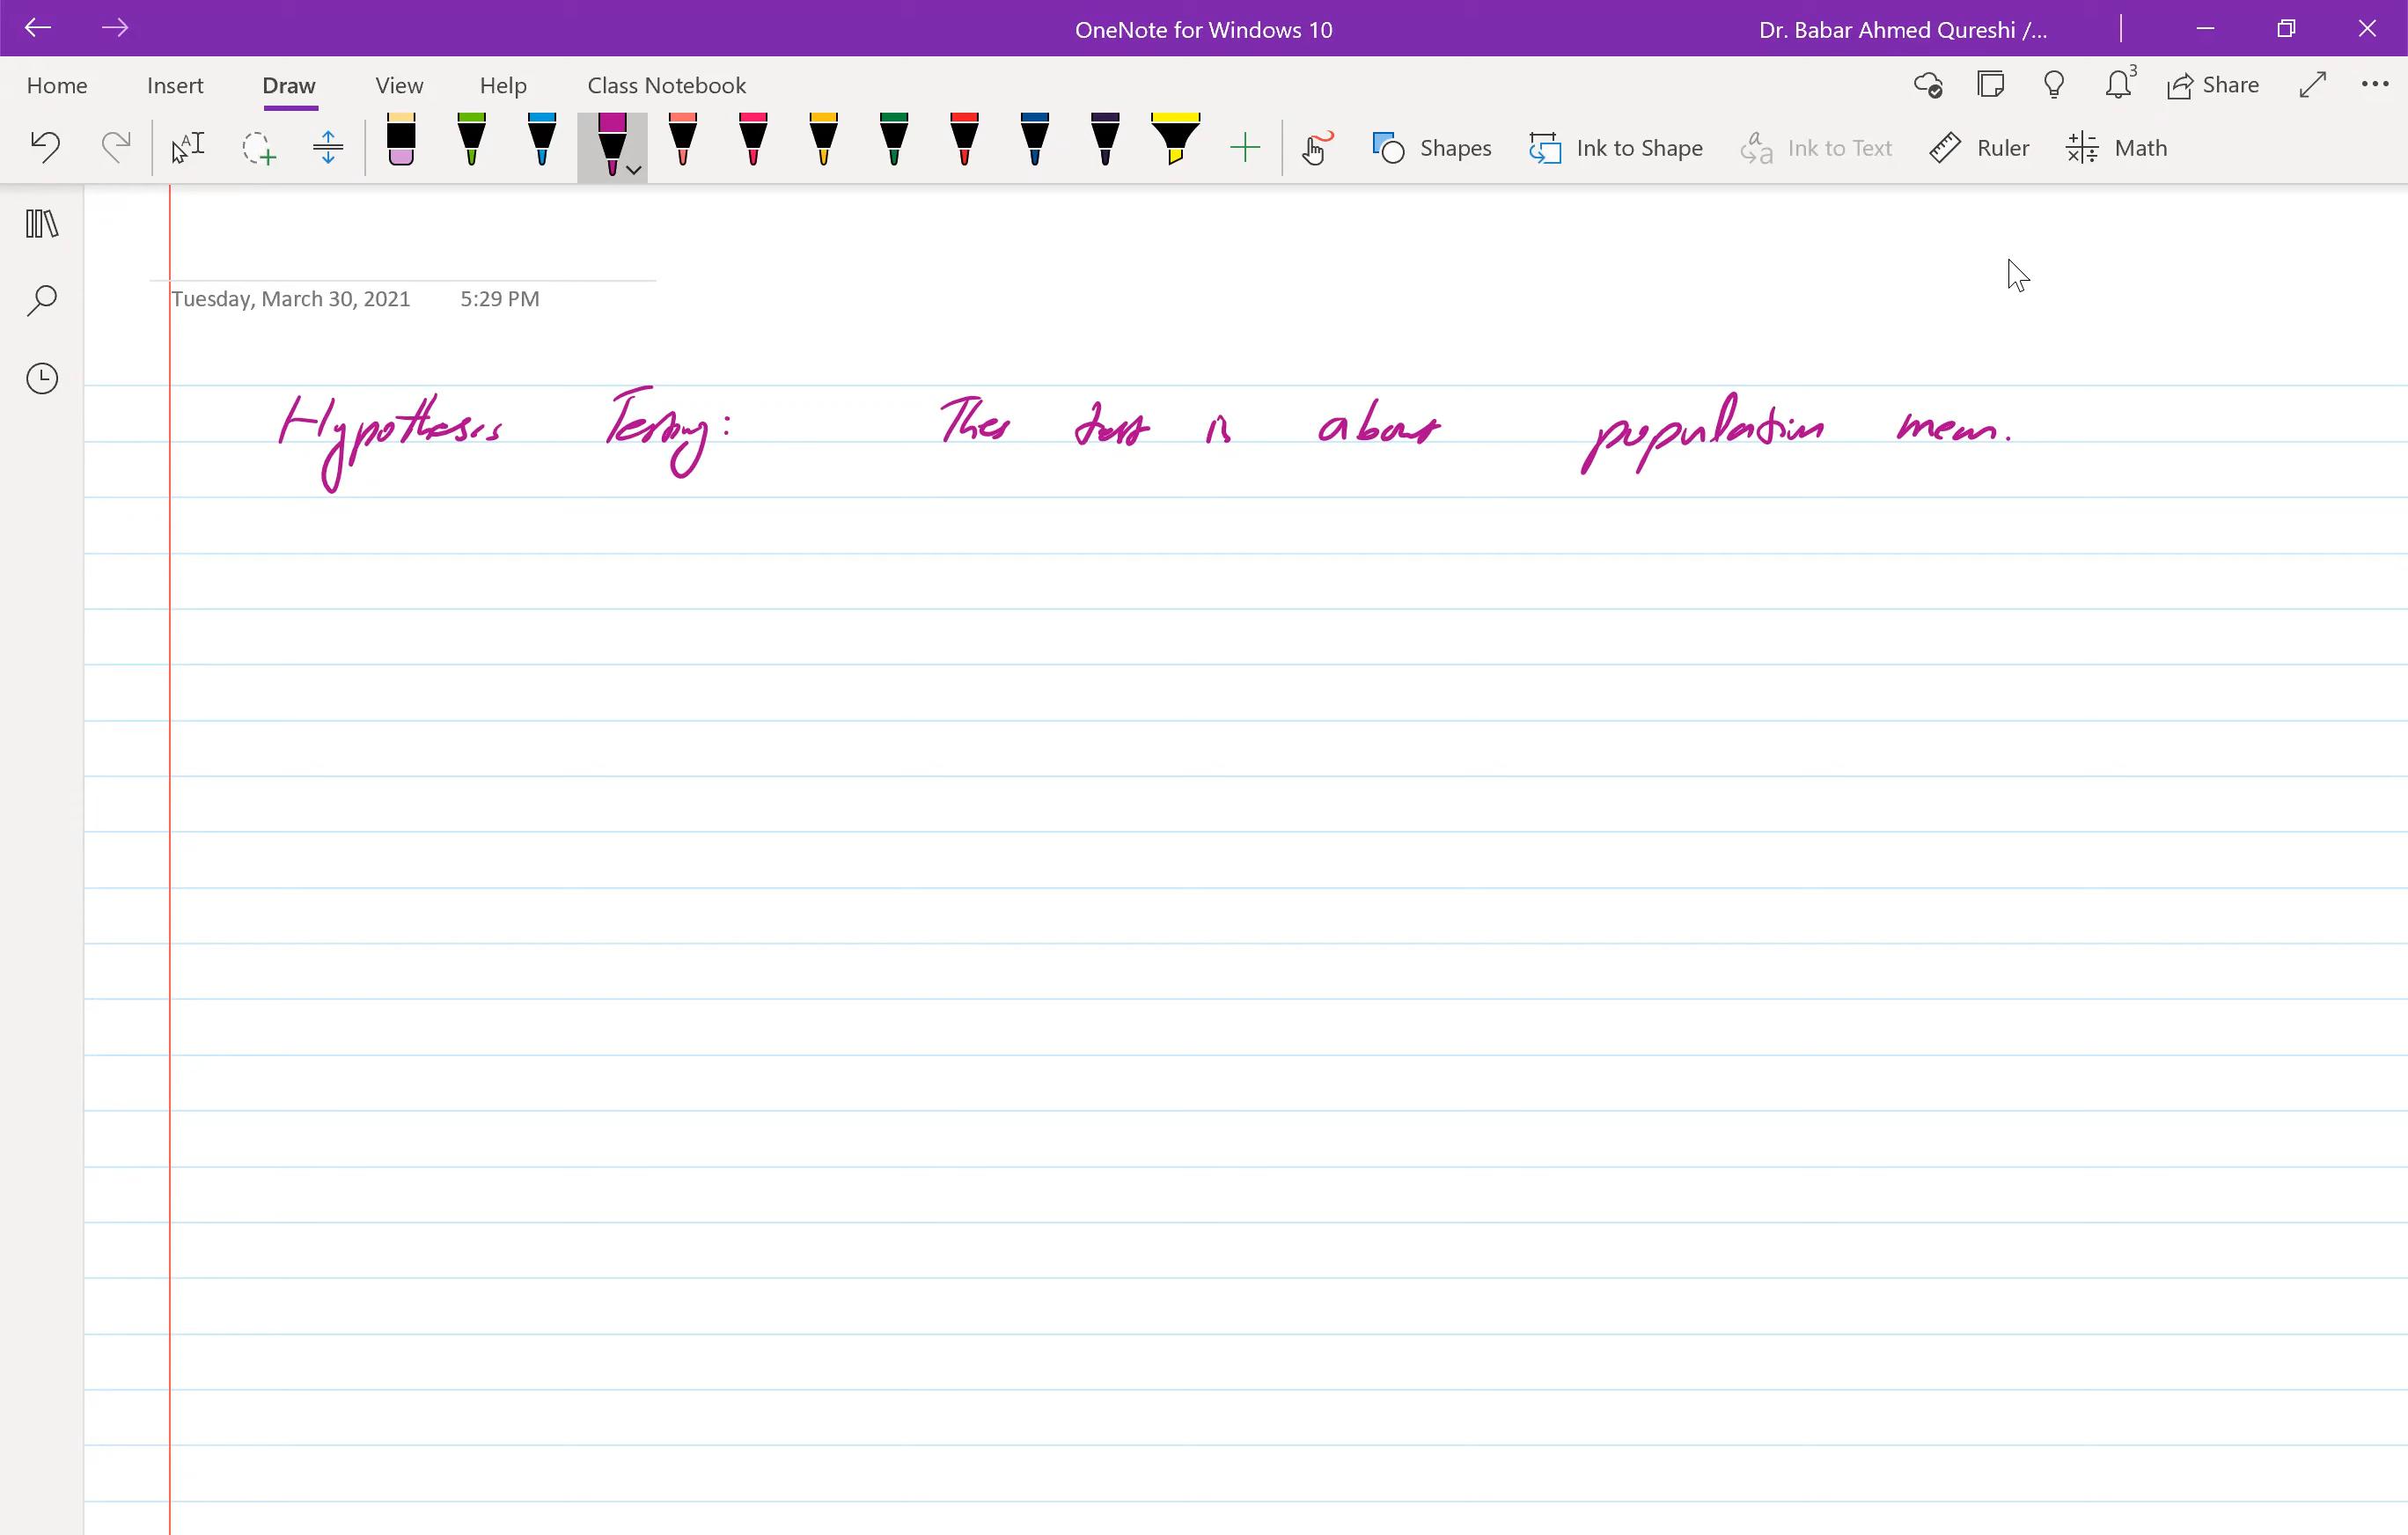 OneNote for Windows 10 Dr. Babar Ahmed Qureshi /...
Home Insert Draw View Help Class Notebook 3 Share
Shapes Ink to Shape Ink to Text Ruler Math
Tuesday, March 30, 2021 5:29 PM
Hypothesis Testing: This test is about population mean.